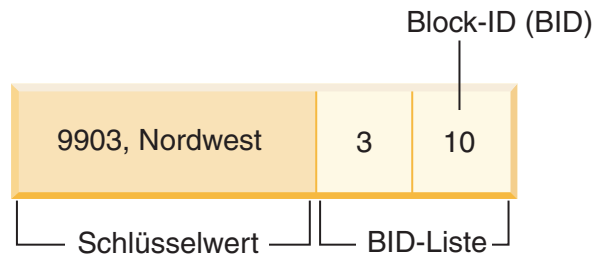 Block-ID (BID)
9903, Nordwest 3 10
Schlüsselwert BID-Liste